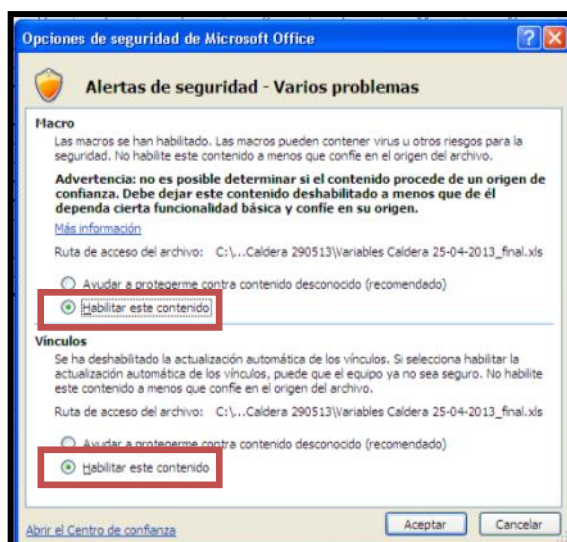 Opciones de seguridad de Microsoft Office
Alertas de seguridad - Varios problemas
Macro
Las macros se han habilitado. Las macros pueden contener virus u otros riesgos para la
seguridad. No habilite este contenido a menos que confíe en el origen del archivo.
Advertencia: no es posible determinar si el contenido procede de un origen de
confianza. Debe dejar este contenido deshabilitado a menos que de él
dependa cierta funcionalidad básica y confíe en su origen.
Más información
Ruta de acceso del archivo: C:\...Caldera 290513\Variables Caldera 25-04-2013_final.xls
Ayudar a protegerme contra contenido desconocido (recomendado)
Habilitar este contenido
Vínculos
Se ha deshabilitado la actualización automática de los vínculos. Si selecciona habilitar la
actualización automática de los vínculos, puede que el equipo ya no sea seguro. No habilite
este contenido a menos que confíe en el origen del archivo.
Ruta de acceso del archivo: C:\...Caldera 290513\Variables Caldera 25-04-2013_final.xls
Ayudar a protegerme contra contenido desconocido (recomendado)
Habilitar este contenido
Abrir el Centro de confianza Aceptar Cancelar